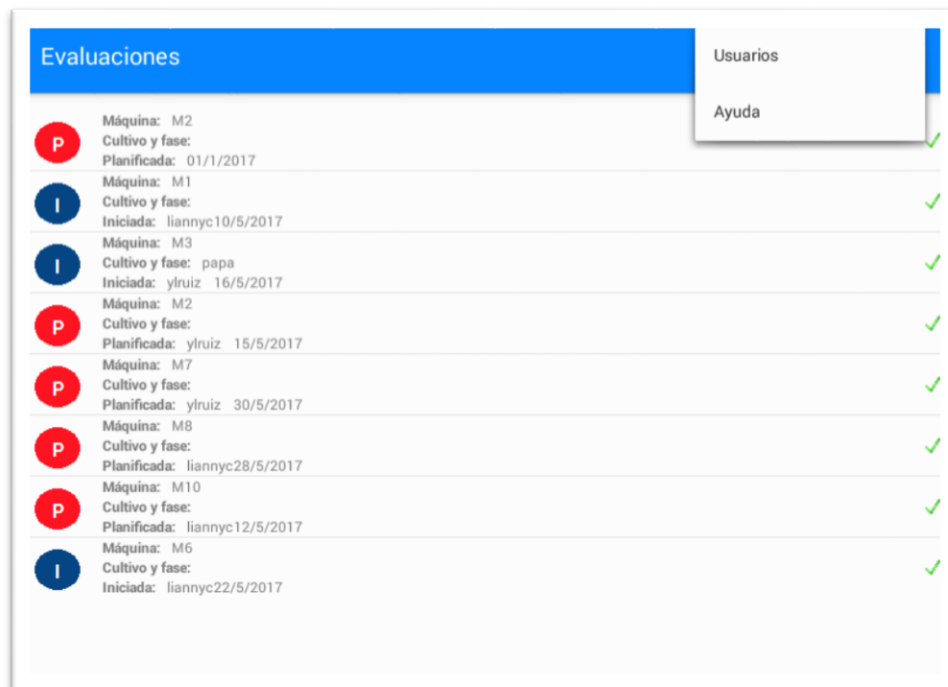 Evaluaciones
Usuarios
Ayuda
P
Máquina: M2
Cultivo y fase:
Planificada: 01/1/2017
I
Máquina: M1
Cultivo y fase:
Iniciada: liannyc10/5/2017
I
Máquina: M3
Cultivo y fase: papa
Iniciada: ylruiz 16/5/2017
P
Máquina: M2
Cultivo y fase:
Planificada: ylruiz 15/5/2017
P
Máquina: M7
Cultivo y fase:
Planificada: ylruiz 30/5/2017
P
Máquina: M8
Cultivo y fase:
Planificada: liannyc28/5/2017
P
Máquina: M10
Cultivo y fase:
Planificada: liannyc12/5/2017
I
Máquina: M6
Cultivo y fase:
Iniciada: liannyc22/5/2017